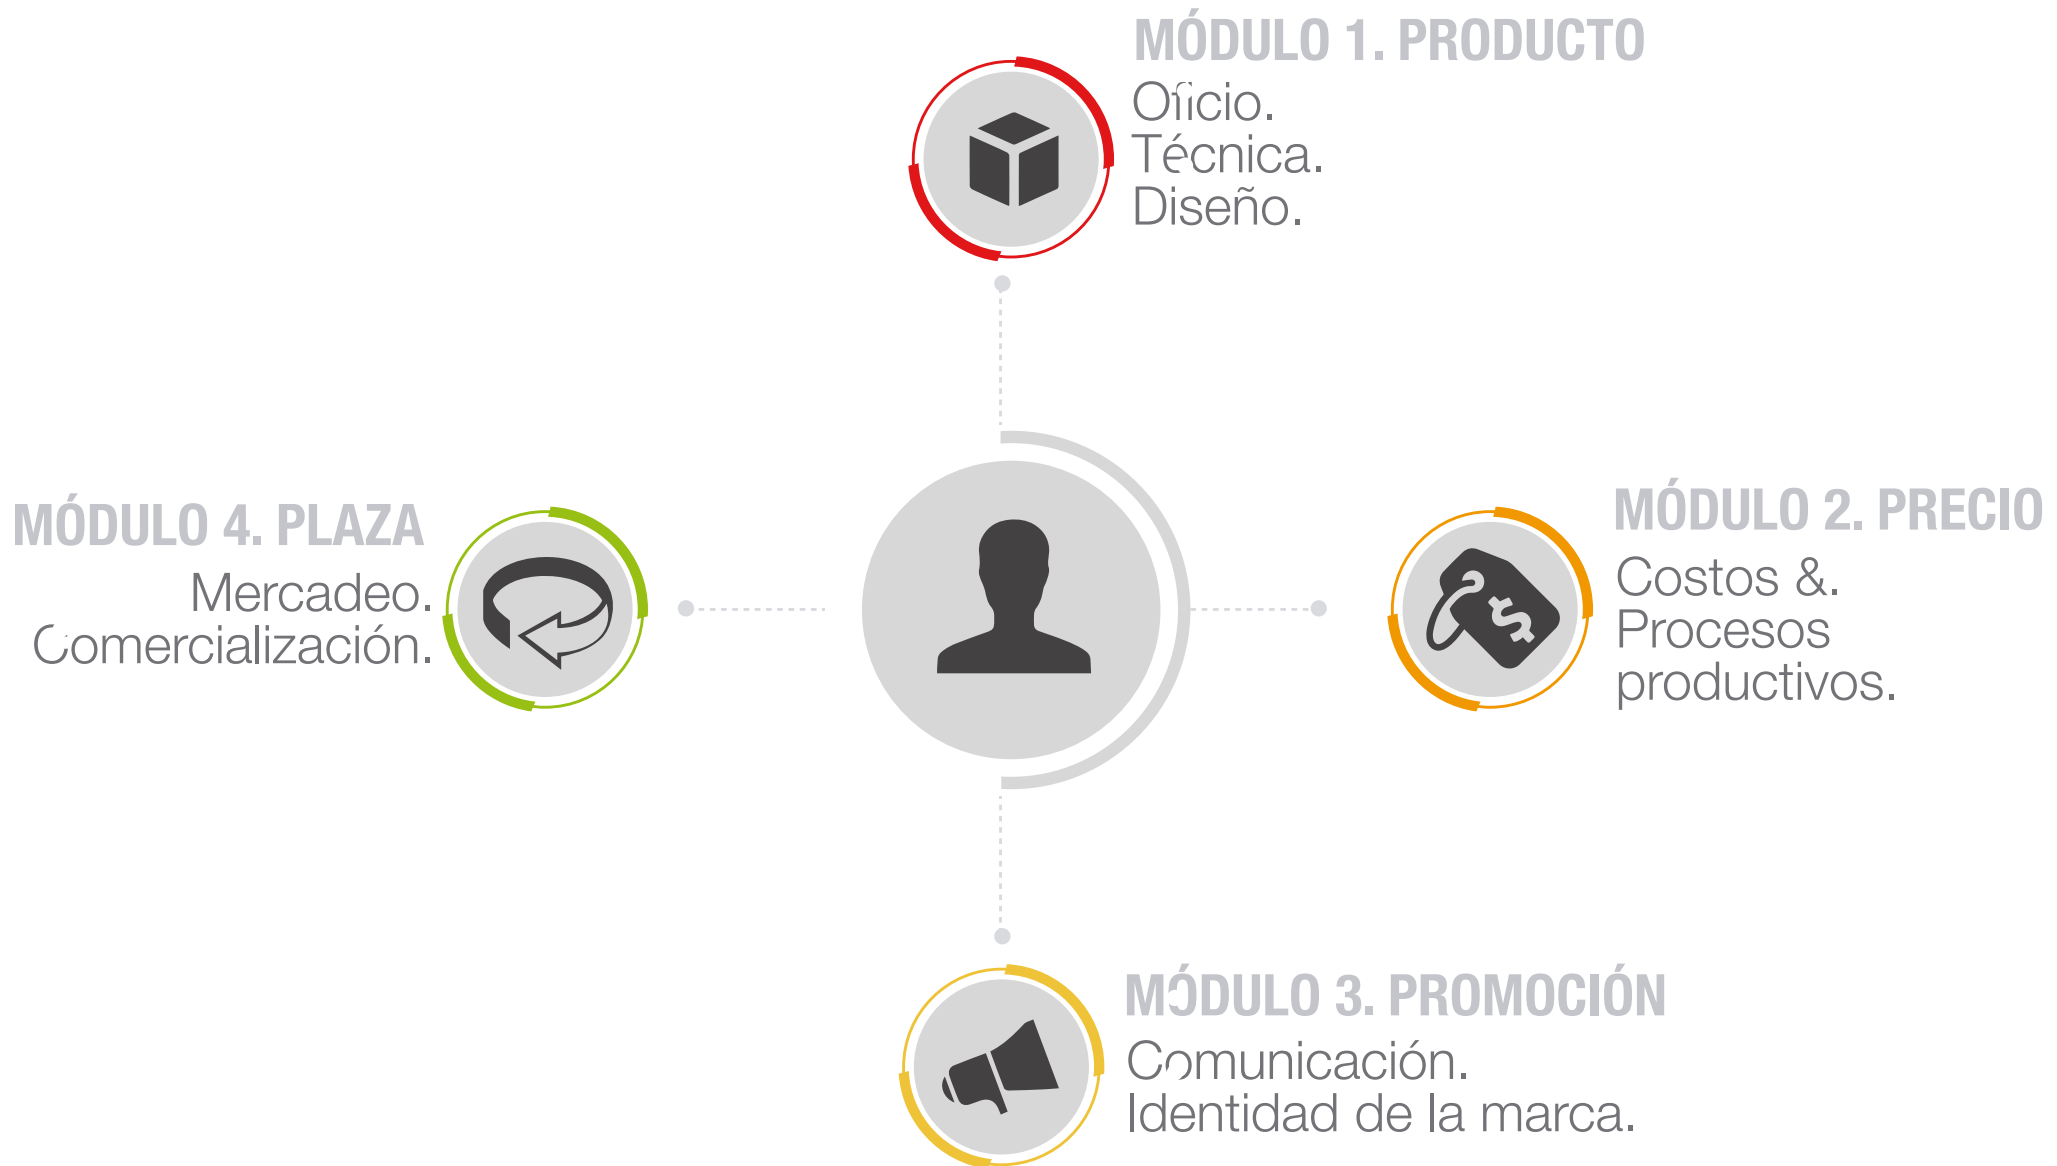 MÓDULO 1. PRODUCTO
Oficio.
Técnica.
Diseño.
MÓDULO 4. PLAZA
Mercadeo.
Comercialización.
MÓDULO 2. PRECIO
Costos &.
Procesos
productivos.
MÓDULO 3. PROMOCIÓN
Comunicación.
Identidad de la marca.